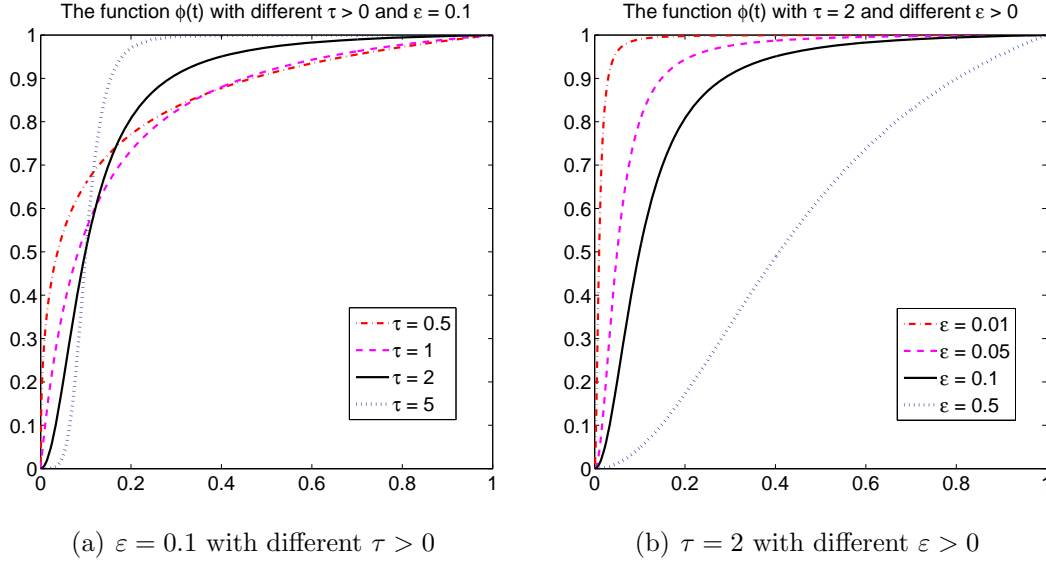 The function ϕ(t) with different τ > 0 and ε = 0.1
1
0.9
0.8
0.7
0.6
0.5
0.4
0.3
0.2
0.1
0
τ = 0.5
τ = 1
τ = 2
τ = 5
0 0.2 0.4 0.6 0.8 1
(a) ε = 0.1 with different τ > 0
The function ϕ(t) with τ = 2 and different ε > 0
1
0.9
0.8
0.7
0.6
0.5
0.4
0.3
0.2
0.1
0
ε = 0.01
ε = 0.05
ε = 0.1
ε = 0.5
0 0.2 0.4 0.6 0.8 1
(b) τ = 2 with different ε > 0